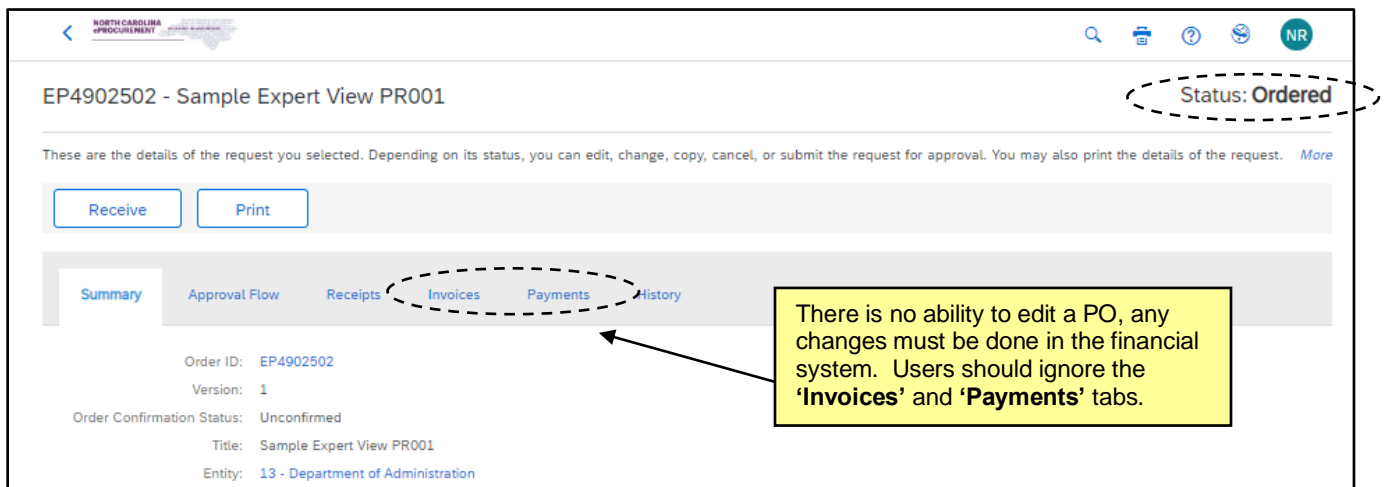 NORTH CAROLINA
ePROCUREMENT
NR
EP4902502 - Sample Expert View PR001
Status: Ordered
These are the details of the request you selected. Depending on its status, you can edit, change, copy, cancel, or submit the request for approval. You may also print the details of the request. More
Receive Print
Summary Approval Flow Receipts Invoices Payments History
There is no ability to edit a PO, any
changes must be done in the financial
system. Users should ignore the
‘Invoices’ and ‘Payments’ tabs.
Order ID: EP4902502
Version: 1
Order Confirmation Status: Unconfirmed
Title: Sample Expert View PR001
Entity: 13 - Department of Administration